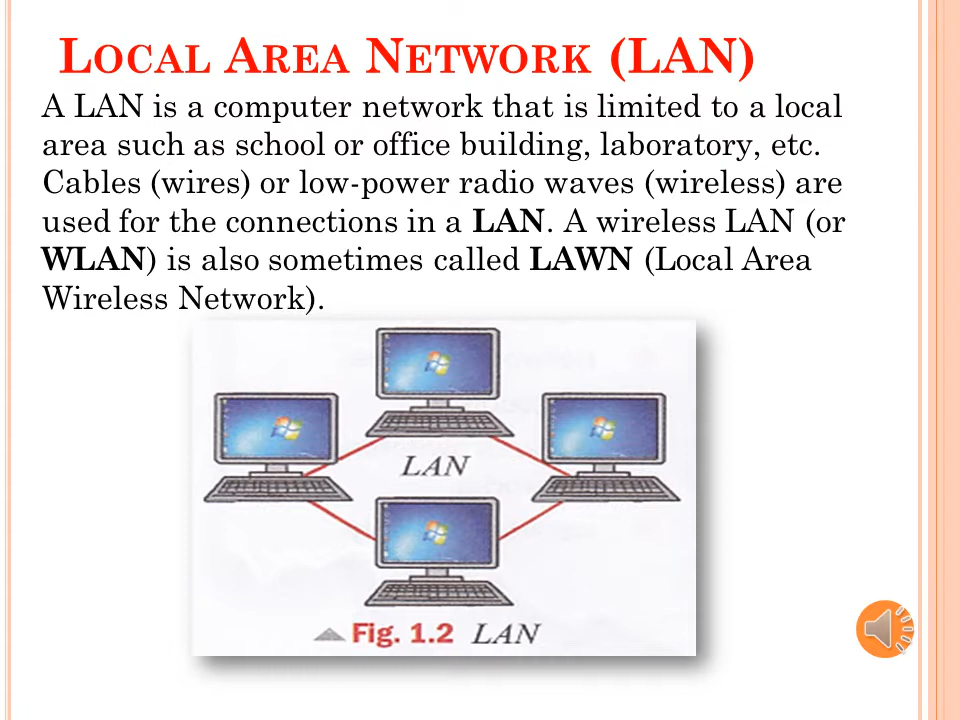 LOCAL AREA NETWORK (LAN)
A LAN is a computer network that is limited to a local
area such as school or office building, laboratory, etc.
Cables (wires) or low-power radio waves (wireless) are
used for the connections in a LAN. A wireless LAN (or
WLAN) is also sometimes called LAWN (Local Area
Wireless Network).
LAN
Fig. 1.2 LAN